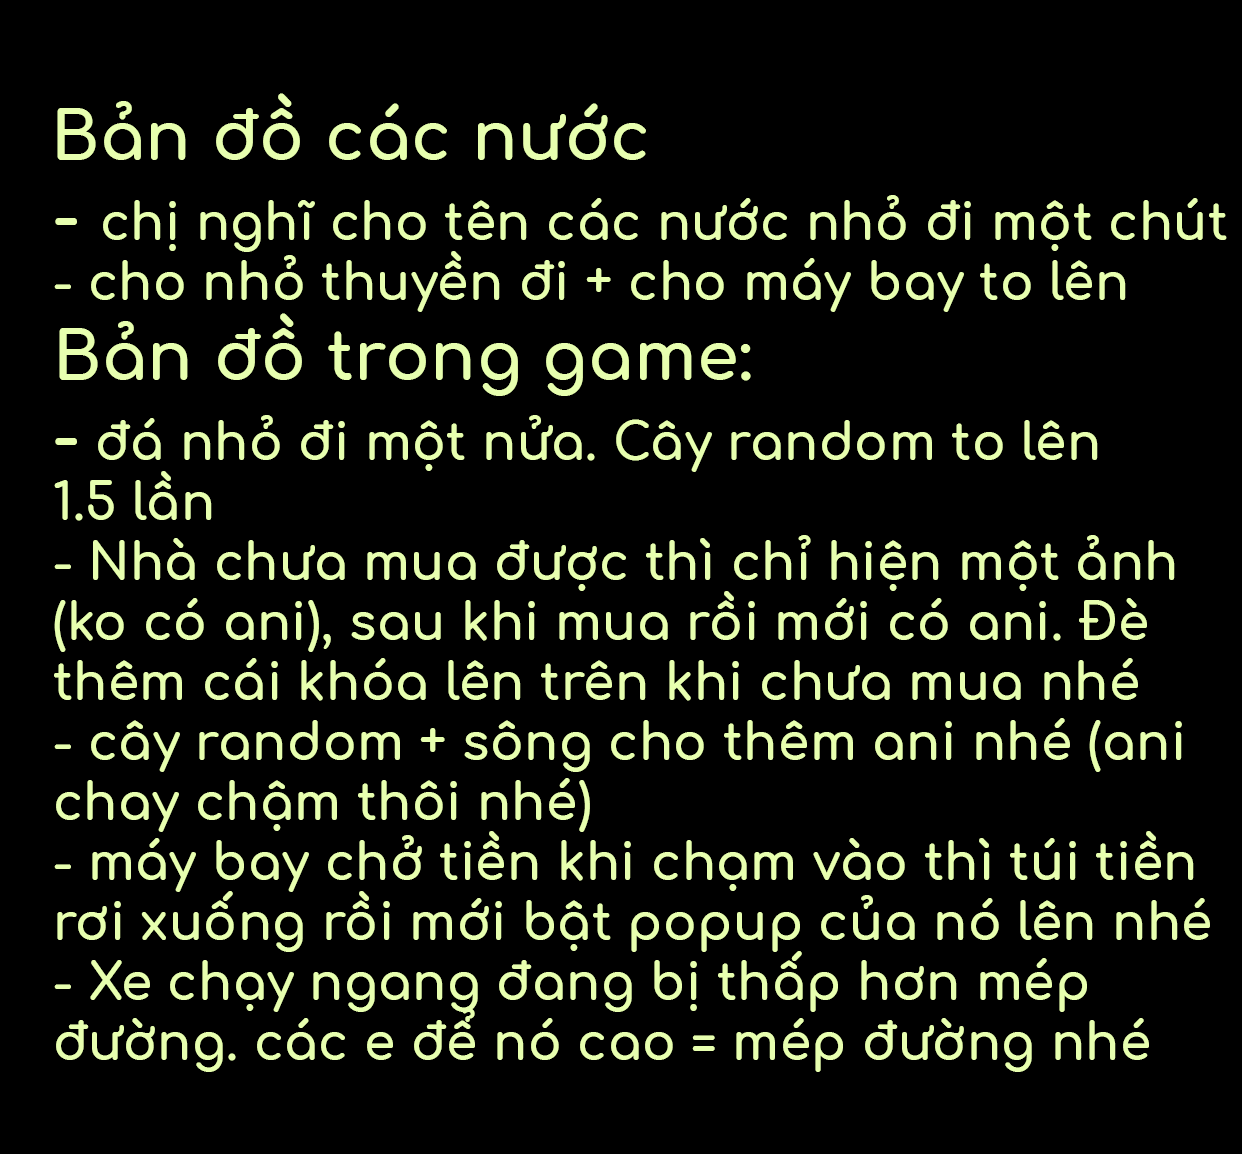 Bản đồ các nước
- chị nghĩ cho tên các nước nhỏ đi một chút
- cho nhỏ thuyền đi + cho máy bay to lên
Bản đồ trong game:
- đá nhỏ đi một nửa. Cây random to lên
1.5 lần
- Nhà chưa mua được thì chỉ hiện một ảnh
(ko có ani), sau khi mua rồi mới có ani. Đè
thêm cái khóa lên trên khi chưa mua nhé
- cây random + sông cho thêm ani nhé (ani
chay chậm thôi nhé)
- máy bay chở tiền khi chạm vào thì túi tiền
rơi xuống rồi mới bật popup của nó lên nhé
- Xe chạy ngang đang bị thấp hơn mép
đường. các e để nó cao = mép đường nhé